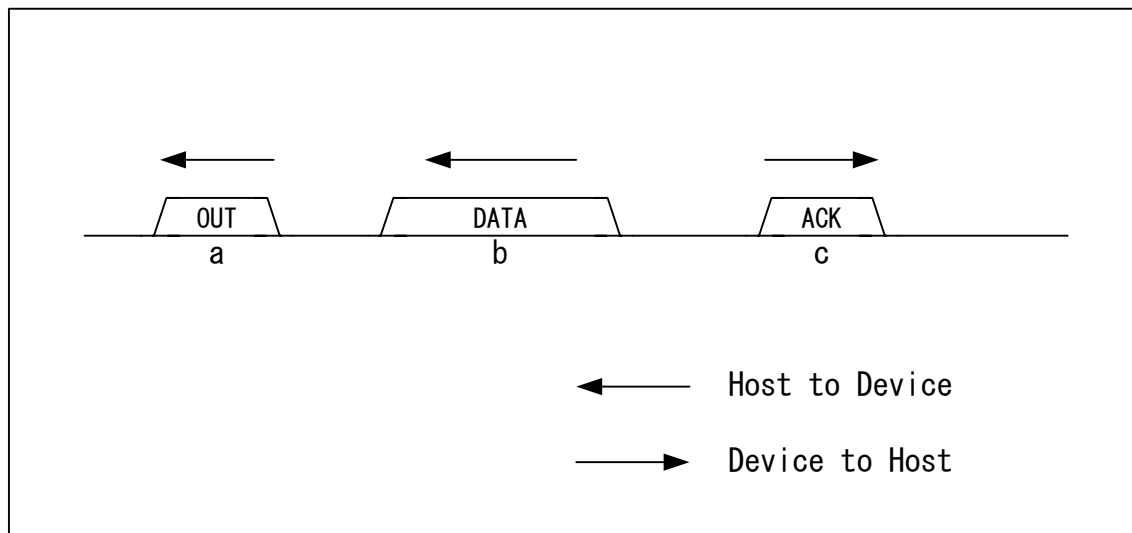 OUT DATA ACK
a b c
Host to Device
Device to Host